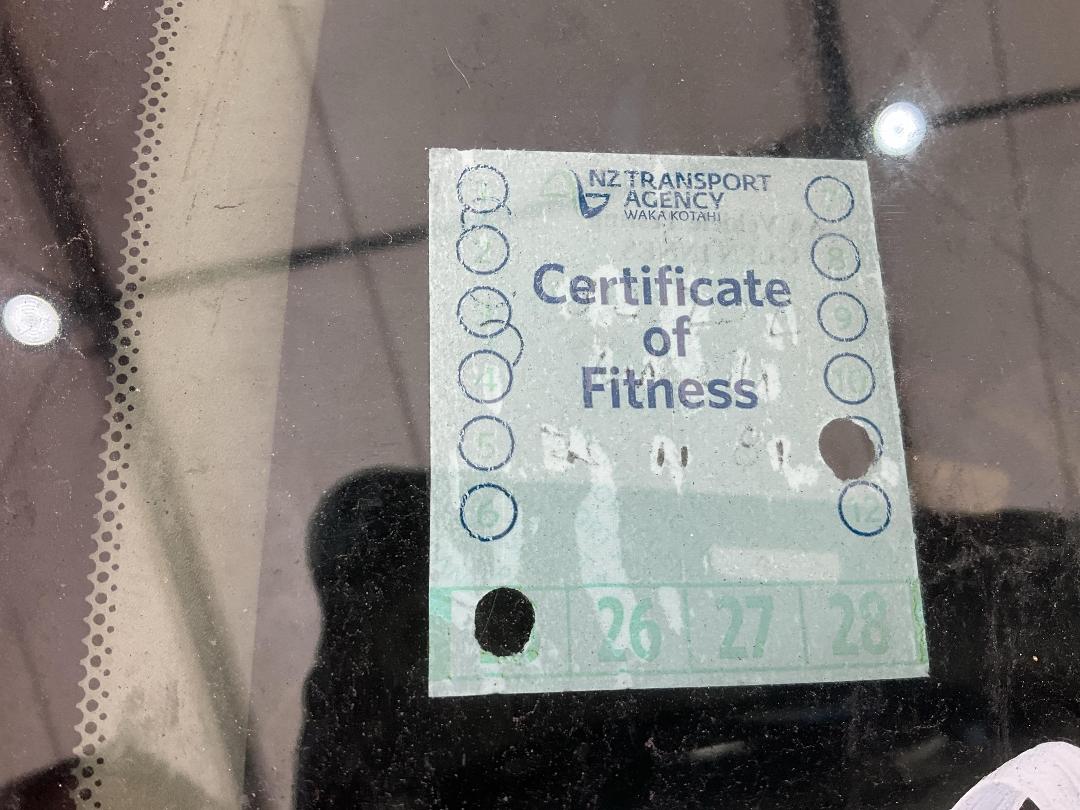 NZ TRANSPORT
AGENCY
WAKA KOTAHI
Certificate
of
Fitness
1
2
3
4
5
6
7
8
9
10
12
26 27 28